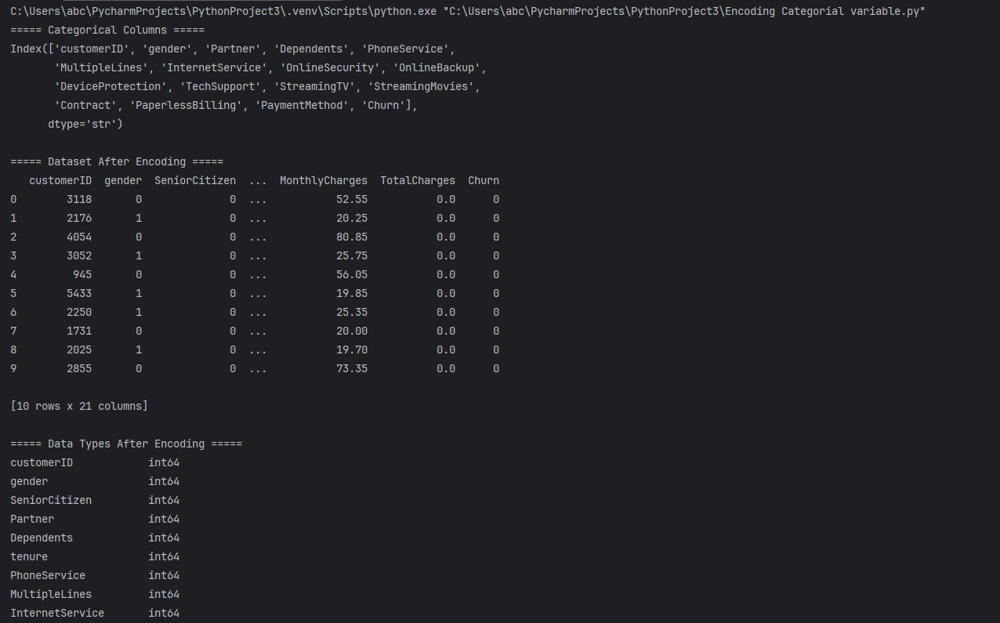 C:\Users\abc\PycharmProjects\PythonProject3\.venv\Scripts\python.exe "C:\Users\abc\PycharmProjects\PythonProject3\Encoding Categorial variable.py"
===== Categorical Columns =====
Index(['customerID', 'gender', 'Partner', 'Dependents', 'PhoneService',
       'MultipleLines', 'InternetService', 'OnlineSecurity', 'OnlineBackup',
       'DeviceProtection', 'TechSupport', 'StreamingTV', 'StreamingMovies',
       'Contract', 'PaperlessBilling', 'PaymentMethod', 'Churn'],
      dtype='str')

===== Dataset After Encoding =====
   customerID  gender  SeniorCitizen  ...  MonthlyCharges  TotalCharges  Churn
0        3118       0              0  ...           52.55           0.0      0
1        2176       1              0  ...           20.25           0.0      0
2        4054       0              0  ...           80.85           0.0      0
3        3052       1              0  ...           25.75           0.0      0
4         945       0              0  ...           56.05           0.0      0
5        5433       1              0  ...           19.85           0.0      0
6        2250       1              0  ...           25.35           0.0      0
7        1731       0              0  ...           20.00           0.0      0
8        2025       1              0  ...           19.70           0.0      0
9        2855       0              0  ...           73.35           0.0      0

[10 rows x 21 columns]

===== Data Types After Encoding =====
customerID            int64
gender                int64
SeniorCitizen         int64
Partner               int64
Dependents            int64
tenure                int64
PhoneService          int64
MultipleLines         int64
InternetService       int64